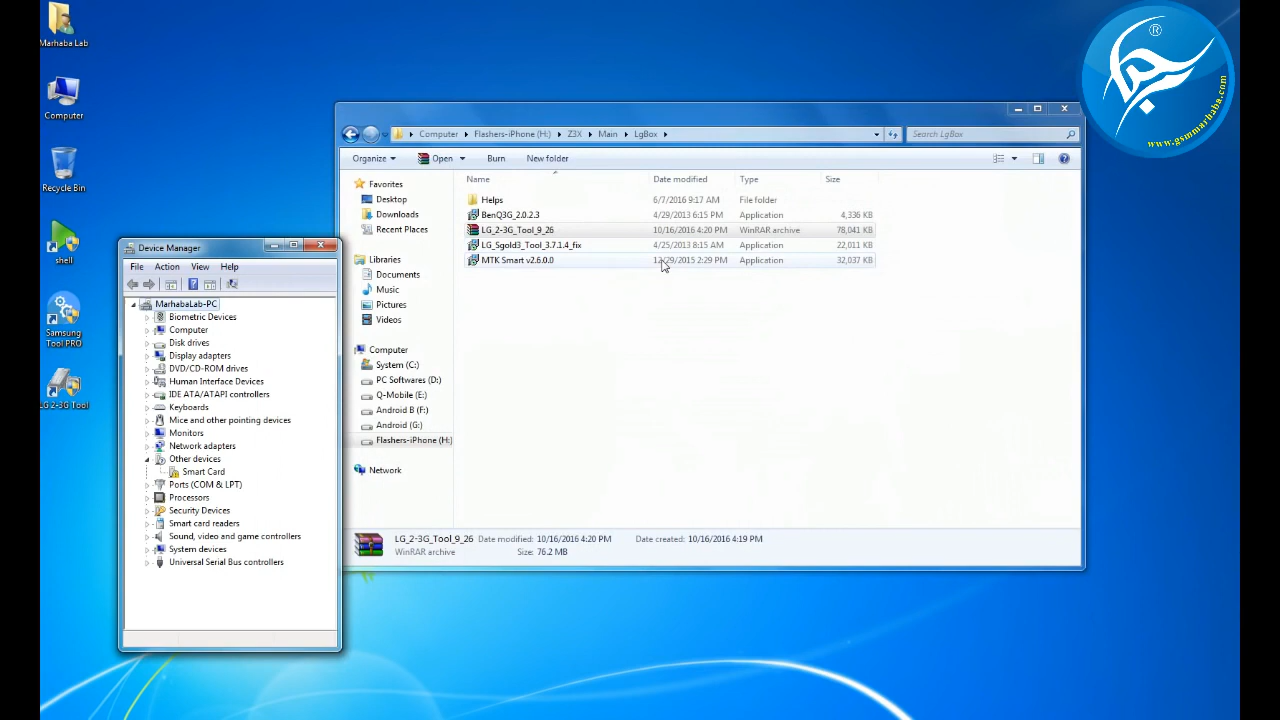 Marhaba Lab
Computer
Recycle Bin
shell
Samsung
Tool PRO
LG 2-3G Tool
®
www.gsmmarhaba.com
Computer
Flashers-iPhone (H:)
Z3X
Main
LgBox
Search LgBox
Organize
Open
Burn
New folder
Name
Date modified
Type
Size
Favorites
Desktop
Downloads
Recent Places
Libraries
Documents
Music
Pictures
Videos
Computer
System (C:)
PC Softwares (D:)
Q-Mobile (E:)
Android B (F:)
Android (G:)
Flashers-iPhone (H:)
Network
Helps 6/7/2016 9:17 AM File folder
BenQ3G_2.0.2.3 4/29/2013 6:15 PM Application 4,336 KB
LG_2-3G_Tool_9_26 10/16/2016 4:20 PM WinRAR archive 78,041 KB
LG_Sgold3_Tool_3.7.1.4_fix 4/25/2013 8:15 AM Application 22,011 KB
MTK Smart v2.6.0.0 /2015 2:29 PM Application 32,037 KB
LG_2-3G_Tool_9_26 Date modified: 10/16/2016 4:20 PM Date created: 10/16/2016 4:19 PM
WinRAR archive Size: 76.2 MB
Device Manager
File Action View Help
MarhabaLab-PC
Biometric Devices
Computer
Disk drives
Display adapters
DVD/CD-ROM drives
Human Interface Devices
IDE ATA/ATAPI controllers
Keyboards
Mice and other pointing devices
Monitors
Network adapters
Other devices
Smart Card
Ports (COM & LPT)
Processors
Security Devices
Smart card readers
Sound, video and game controllers
System devices
Universal Serial Bus controllers